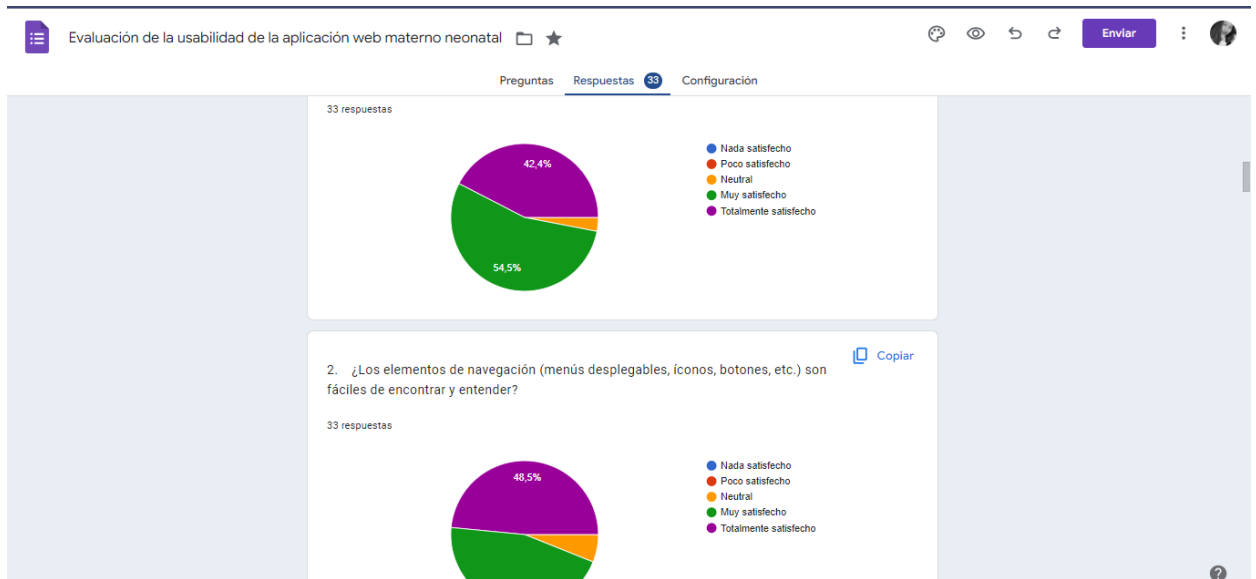 Evaluación de la usabilidad de la aplicación web materno neonatal
Enviar
Preguntas Respuestas 33 Configuración
33 respuestas
42,4%
54,5%
Nada satisfecho
Poco satisfecho
Neutral
Muy satisfecho
Totalmente satisfecho
Copiar
2. ¿Los elementos de navegación (menús desplegables, íconos, botones, etc.) son
fáciles de encontrar y entender?
33 respuestas
48,5%
Nada satisfecho
Poco satisfecho
Neutral
Muy satisfecho
Totalmente satisfecho